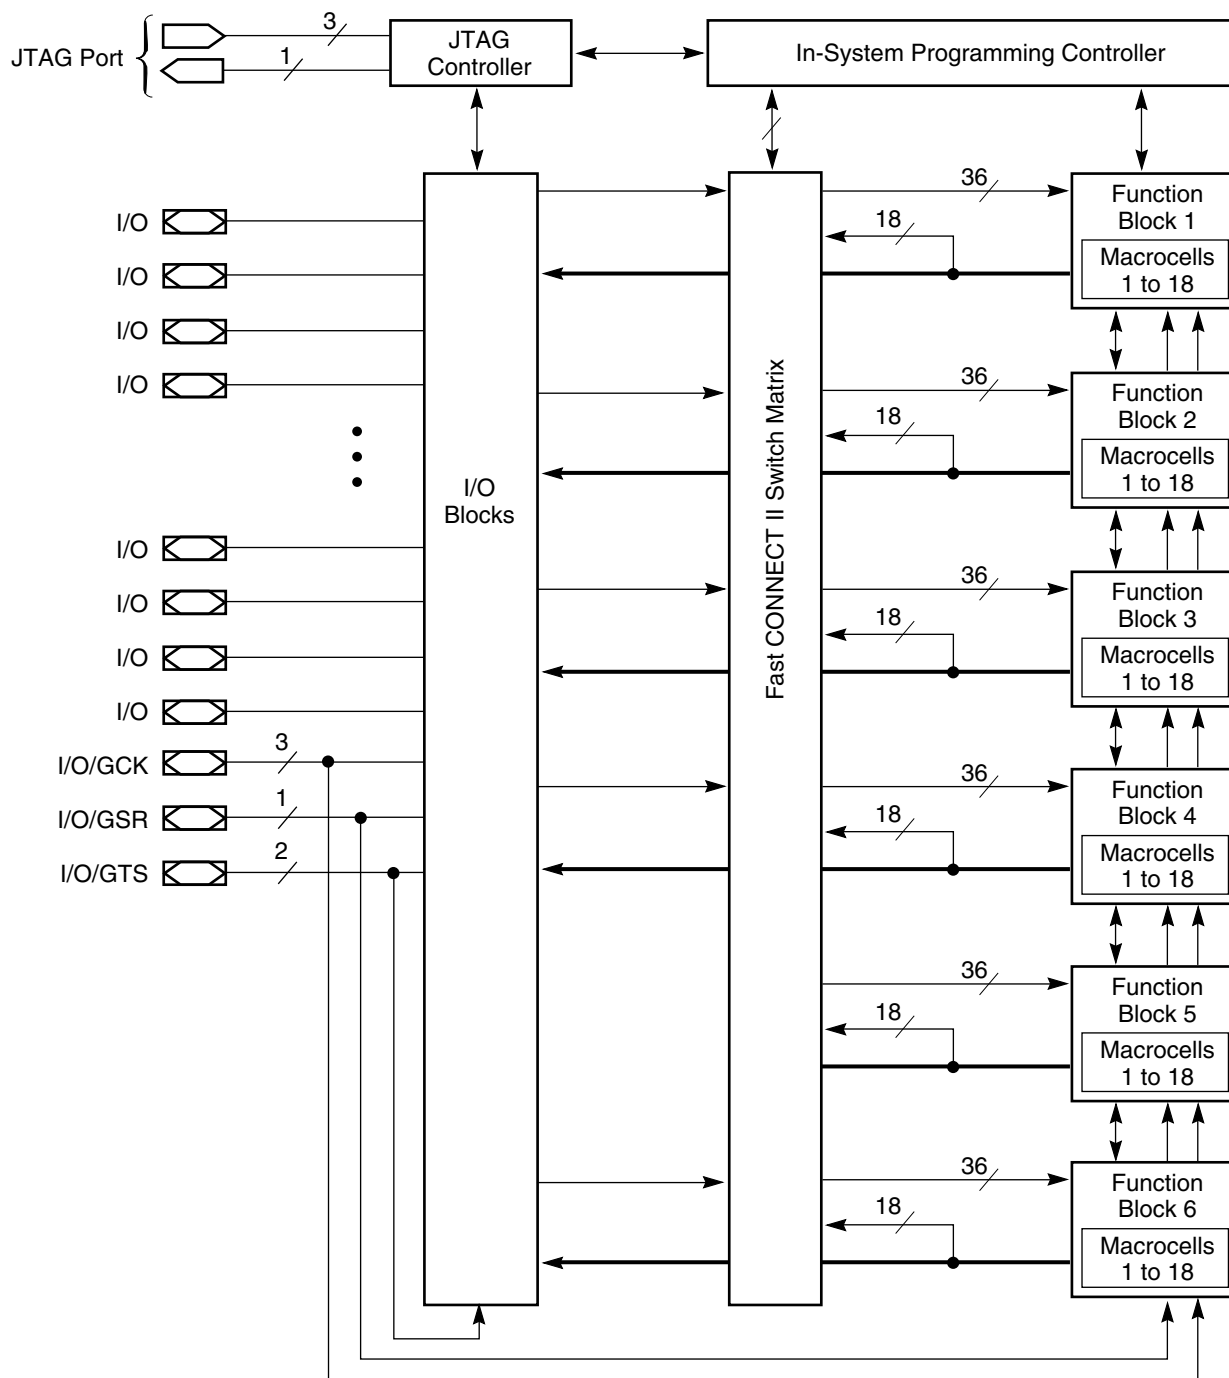 JTAG Port
3
1
JTAG
Controller
In-System Programming Controller
I/O
I/O
I/O
I/O
I/O
I/O
I/O
I/O
I/O/GCK
3
I/O/GSR
1
I/O/GTS
2
I/O
Blocks
Fast CONNECT II Switch Matrix
36
18
Function
Block 1
Macrocells
1 to 18
36
18
Function
Block 2
Macrocells
1 to 18
36
18
Function
Block 3
Macrocells
1 to 18
36
18
Function
Block 4
Macrocells
1 to 18
36
18
Function
Block 5
Macrocells
1 to 18
36
18
Function
Block 6
Macrocells
1 to 18